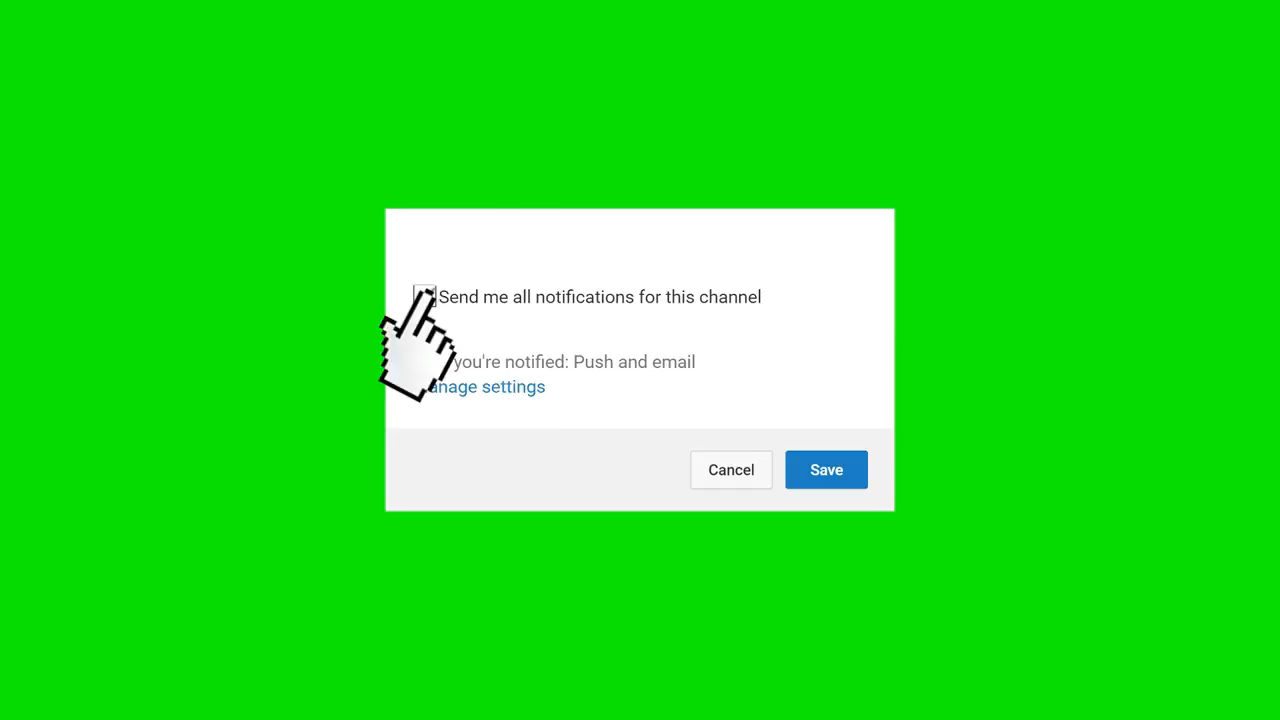 Send me all notifications for this channel
you're notified: Push and email
anage settings
Cancel
Save